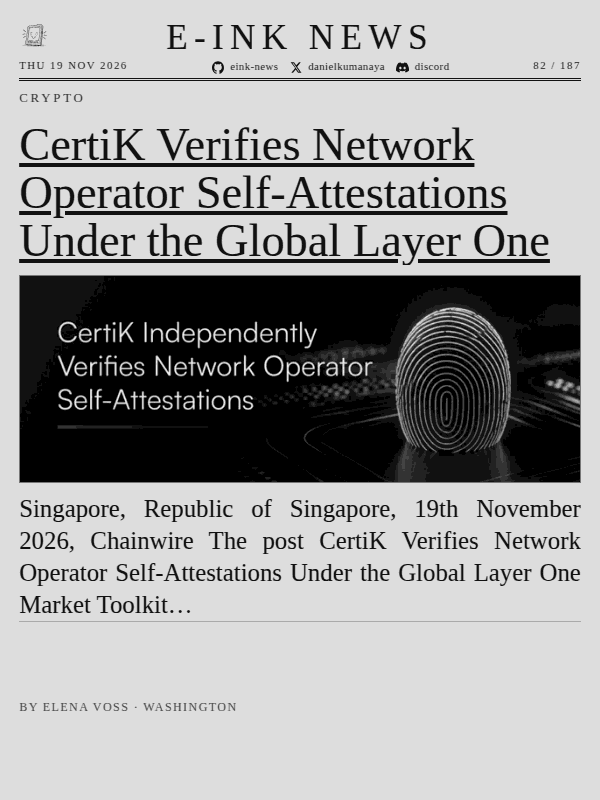 E-INK NEWS
THU 19 NOV 2026
eink-news
danielkumanaya
discord
82 / 187
CRYPTO
CertiK Verifies Network
Operator Self-Attestations
Under the Global Layer One
CertiK Independently
Verifies Network Operator
Self-Attestations
Singapore, Republic of Singapore, 19th November
2026, Chainwire The post CertiK Verifies Network
Operator Self-Attestations Under the Global Layer One
Market Toolkit…
BY ELENA VOSS · WASHINGTON